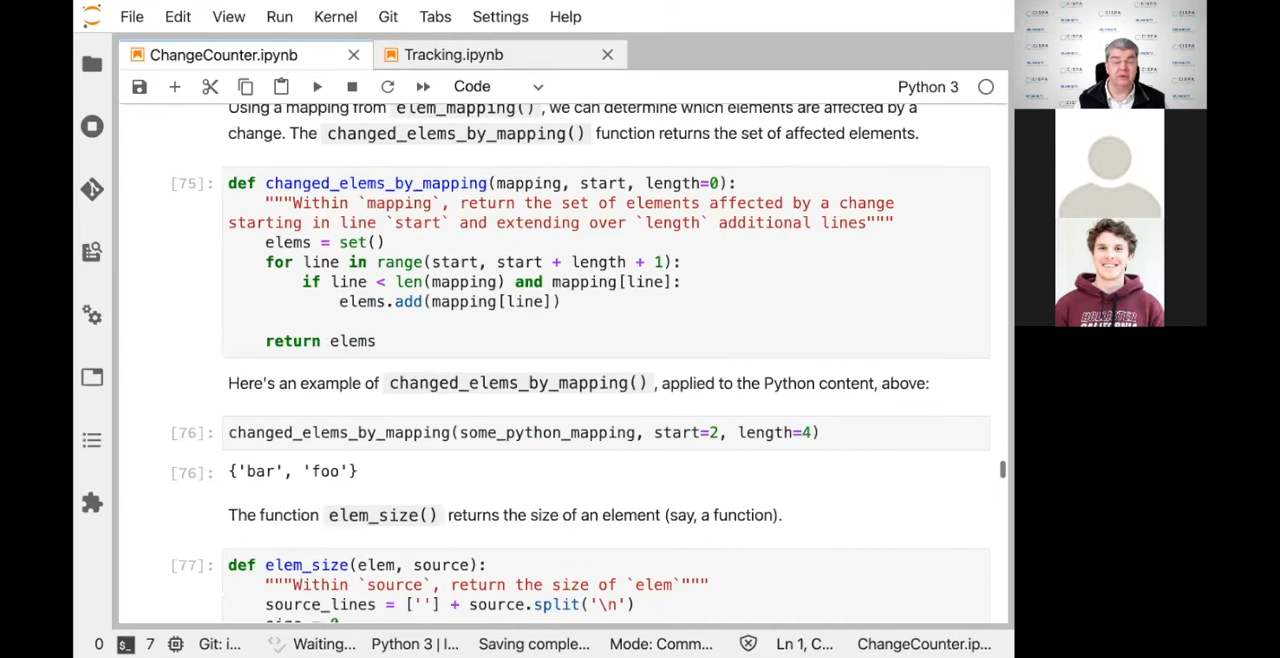 File Edit View Run Kernel Git Tabs Settings Help
ChangeCounter.ipynb
Tracking.ipynb
Code
Python 3
Using a mapping from elem_mapping() , we can determine which elements are affected by a
change. The changed_elems_by_mapping() function returns the set of affected elements.
[75]: def changed_elems_by_mapping(mapping, start, length=0):
"""Within `mapping`, return the set of elements affected by a change
starting in line `start` and extending over `length` additional lines"""
elems = set()
for line in range(start, start + length + 1):
if line < len(mapping) and mapping[line]:
elems.add(mapping[line])
return elems
Here's an example of changed_elems_by_mapping() , applied to the Python content, above:
[76]: changed_elems_by_mapping(some_python_mapping, start=2, length=4)
[76]: {'bar', 'foo'}
The function elem_size() returns the size of an element (say, a function).
[77]: def elem_size(elem, source):
"""Within `source`, return the size of `elem`"""
source_lines = [''] + source.split('\n')
size = 0
0 $_ 7 Git: i... Waiting... Python 3 | I... Saving comple... Mode: Comm... Ln 1, C... ChangeCounter.ip...
CISPA
HOLLISTER
CALIFORNIA